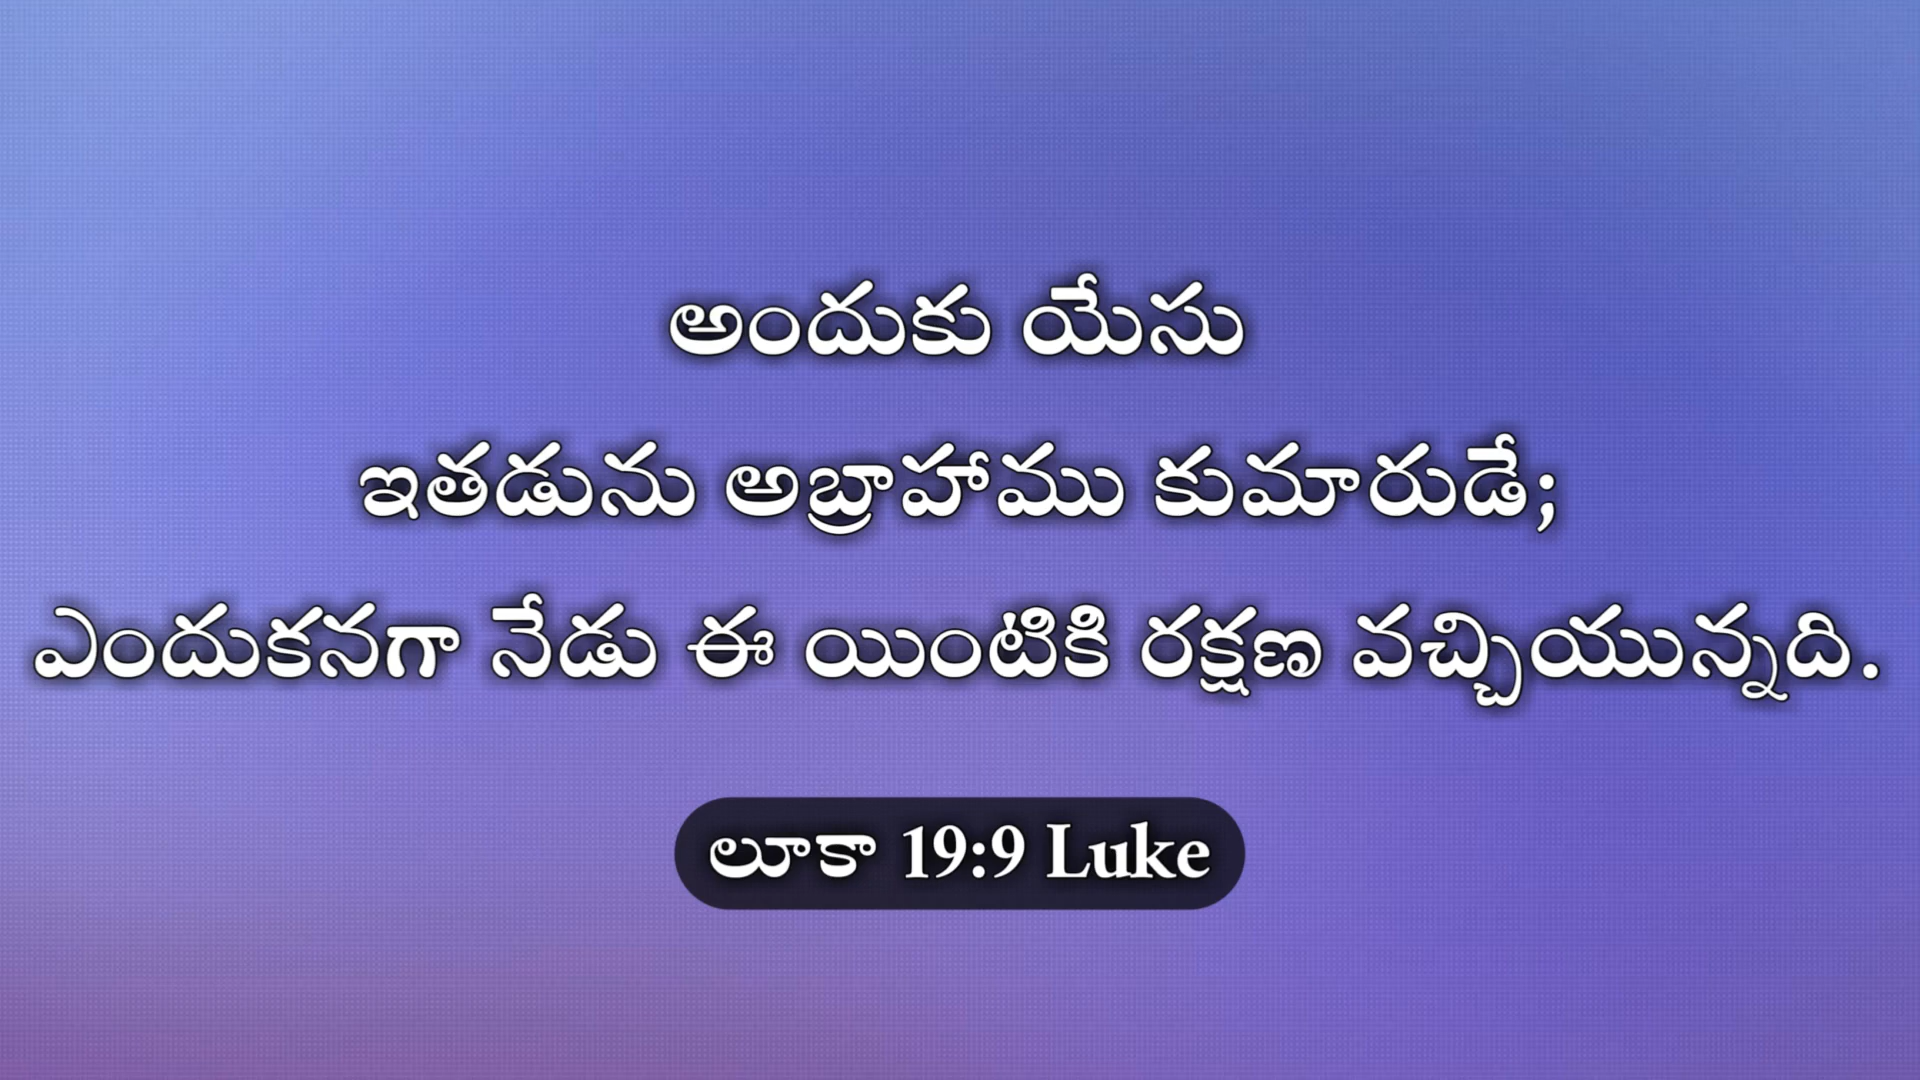 అందుకు యేసు
ఇతడును అబ్రాహాము కుమారుడే;
ఎందుకనగా నేడు ఈ యింటికి రక్షణ వచ్చియున్నది.
లూకా 19:9 Luke